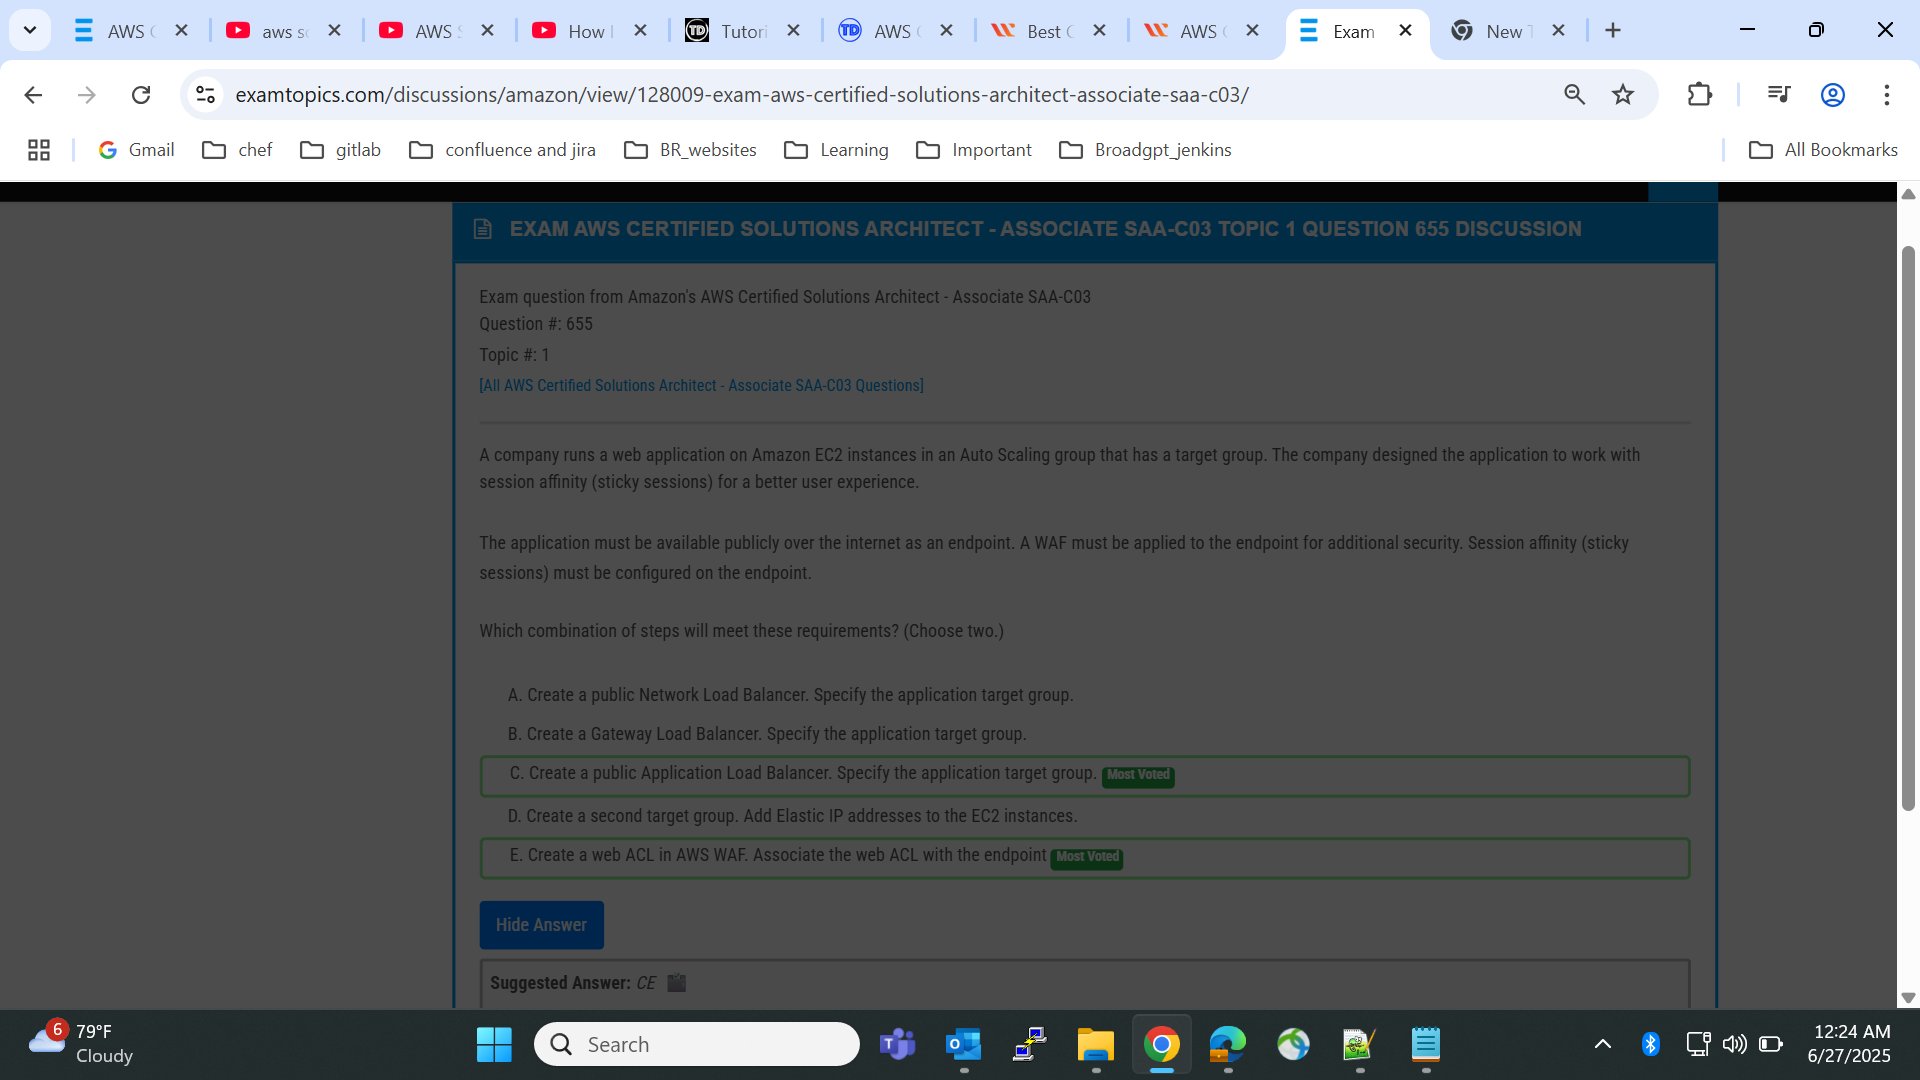 AWS C
aws sc
AWS S
How I
Tutori
AWS C
Best C
AWS C
Exam
New T
examtopics.com/discussions/amazon/view/128009-exam-aws-certified-solutions-architect-associate-saa-c03/
Gmail
chef
gitlab
confluence and jira
BR_websites
Learning
Important
Broadgpt_jenkins
All Bookmarks
EXAM AWS CERTIFIED SOLUTIONS ARCHITECT - ASSOCIATE SAA-C03 TOPIC 1 QUESTION 655 DISCUSSION
Exam question from Amazon's AWS Certified Solutions Architect - Associate SAA-C03
Question #: 655
Topic #: 1
[All AWS Certified Solutions Architect - Associate SAA-C03 Questions]
A company runs a web application on Amazon EC2 instances in an Auto Scaling group that has a target group. The company designed the application to work with
session affinity (sticky sessions) for a better user experience.
The application must be available publicly over the internet as an endpoint. A WAF must be applied to the endpoint for additional security. Session affinity (sticky
sessions) must be configured on the endpoint.
Which combination of steps will meet these requirements? (Choose two.)
A. Create a public Network Load Balancer. Specify the application target group.
B. Create a Gateway Load Balancer. Specify the application target group.
C. Create a public Application Load Balancer. Specify the application target group. Most Voted
D. Create a second target group. Add Elastic IP addresses to the EC2 instances.
E. Create a web ACL in AWS WAF. Associate the web ACL with the endpoint Most Voted
Hide Answer
Suggested Answer: CE
6
79°F
Cloudy
Search
12:24 AM
6/27/2025